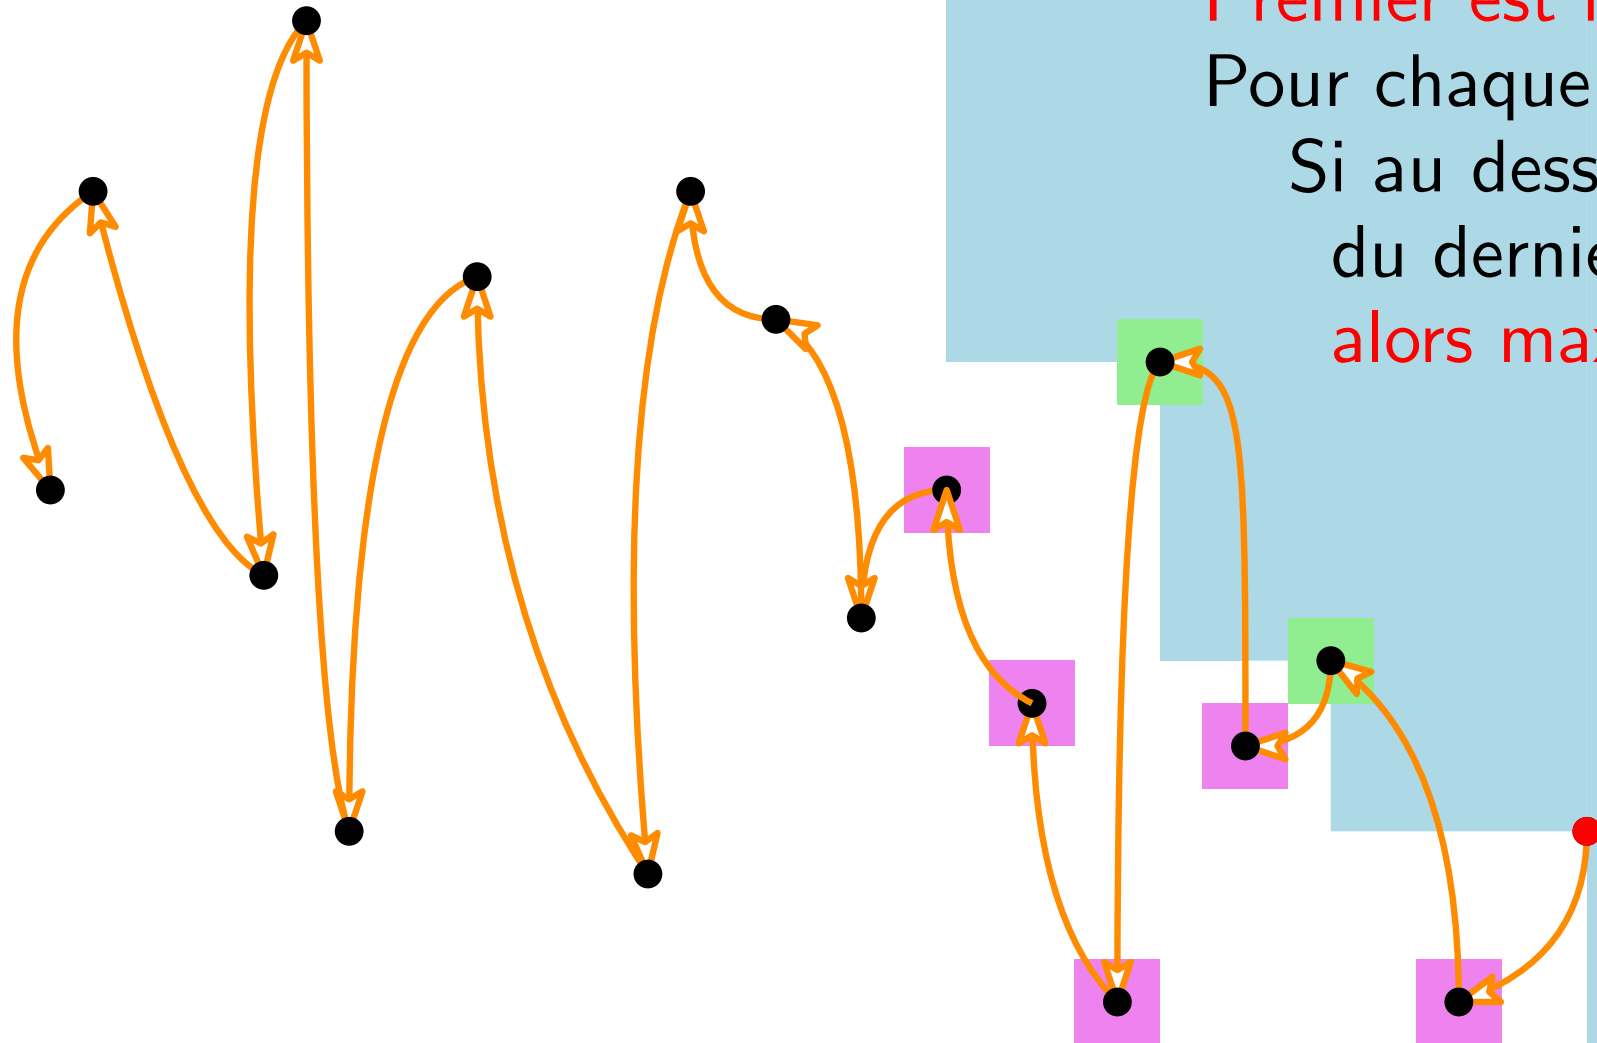 Premier est
Pour chaque
Si au dess
du dernie
alors max